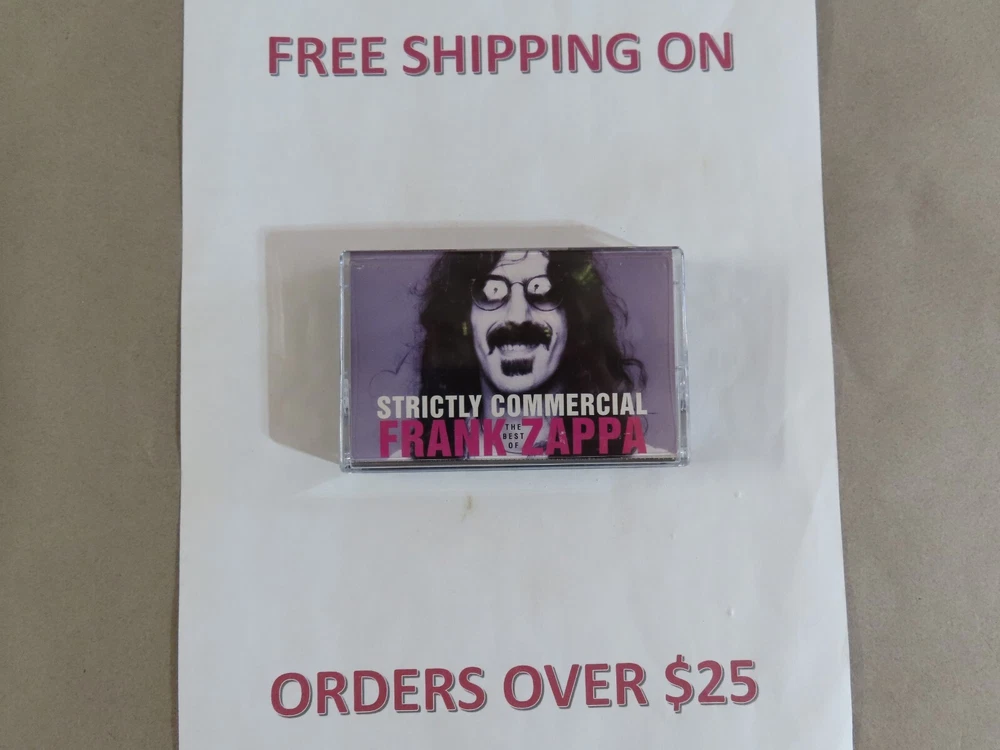 FREE SHIPPING ON
STRICTLY COMMERCIAL
FRANK THE BEST OF ZAPPA
ORDERS OVER $25